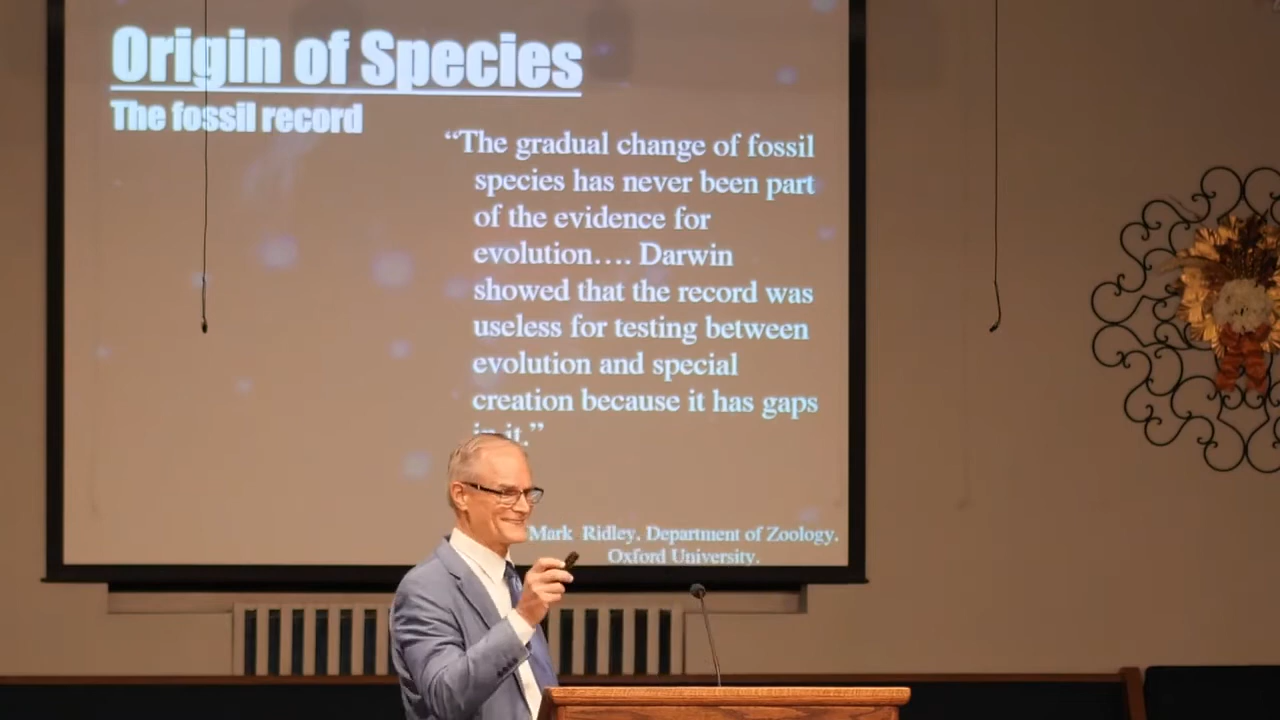 Origin of Species
The fossil record
“The gradual change of fossil
species has never been part
of the evidence for
evolution…. Darwin
showed that the record was
useless for testing between
evolution and special
creation because it has gaps
in it.”
Mark Ridley, Department of Zoology,
Oxford University.